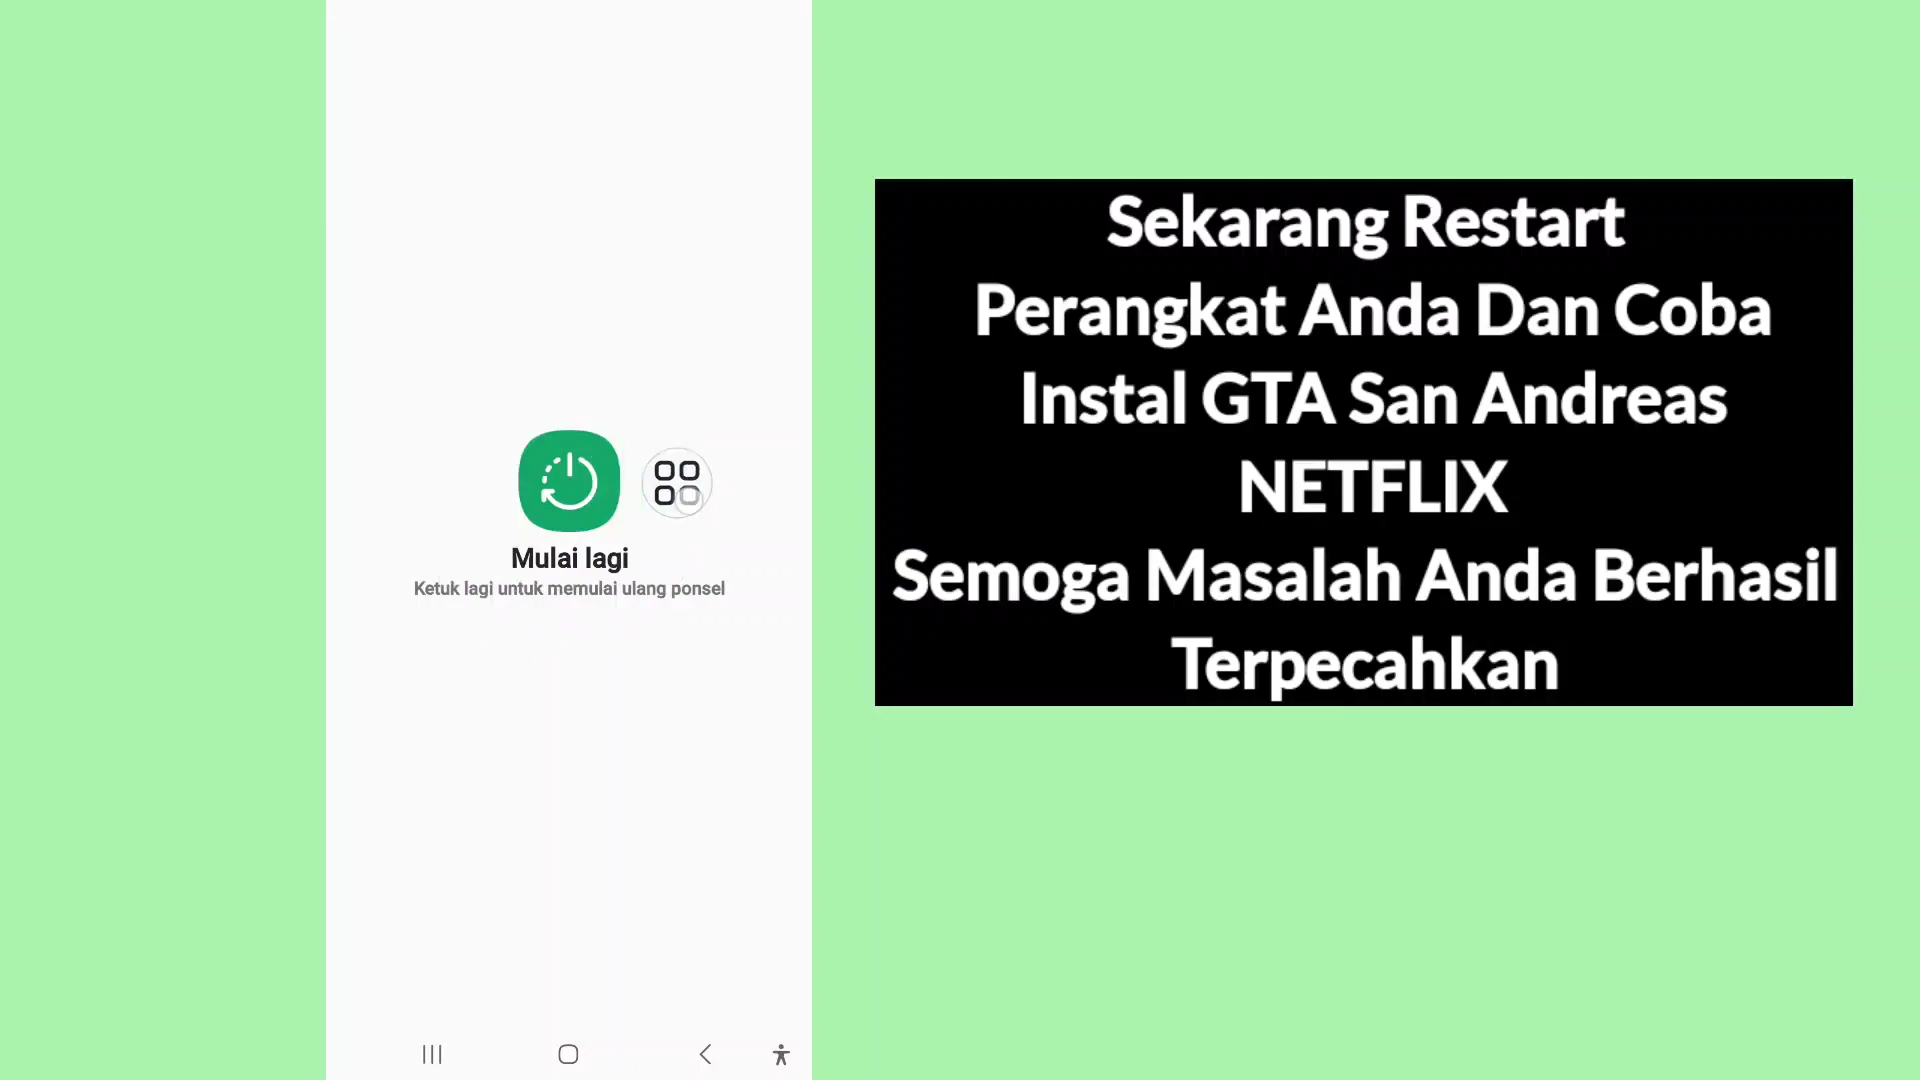 Mulai lagi
Ketuk lagi untuk memulai ulang ponsel
Sekarang Restart
Perangkat Anda Dan Coba
Instal GTA San Andreas
NETFLIX
Semoga Masalah Anda Berhasil
Terpecahkan